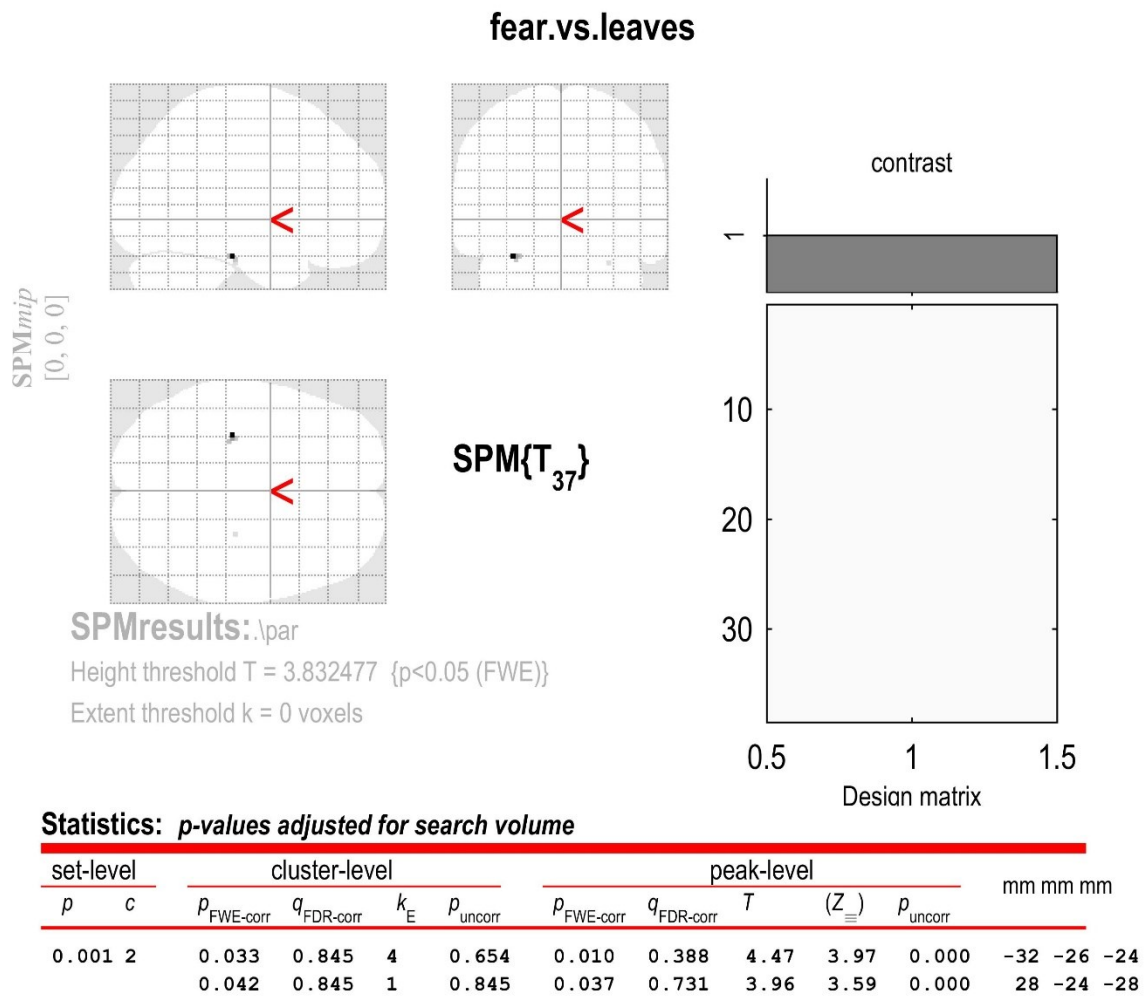 fear.vs.leaves
SPMmip
[0, 0, 0]
<
<
<
SPM{T37}
contrast
1
10
20
30
0.5 1 1.5
Design matrix
SPMresults:.\par
Height threshold T = 3.832477 {p<0.05 (FWE)}
Extent threshold k = 0 voxels
Statistics: p-values adjusted for search volume
set-level cluster-level peak-level mm mm mm
p c pFWE-corr qFDR-corr kE puncorr pFWE-corr qFDR-corr T (Z≡) puncorr
0.001 2 0.033 0.845 4 0.654 0.010 0.388 4.47 3.97 0.000 -32 -26 -24
0.042 0.845 1 0.845 0.037 0.731 3.96 3.59 0.000 28 -24 -28